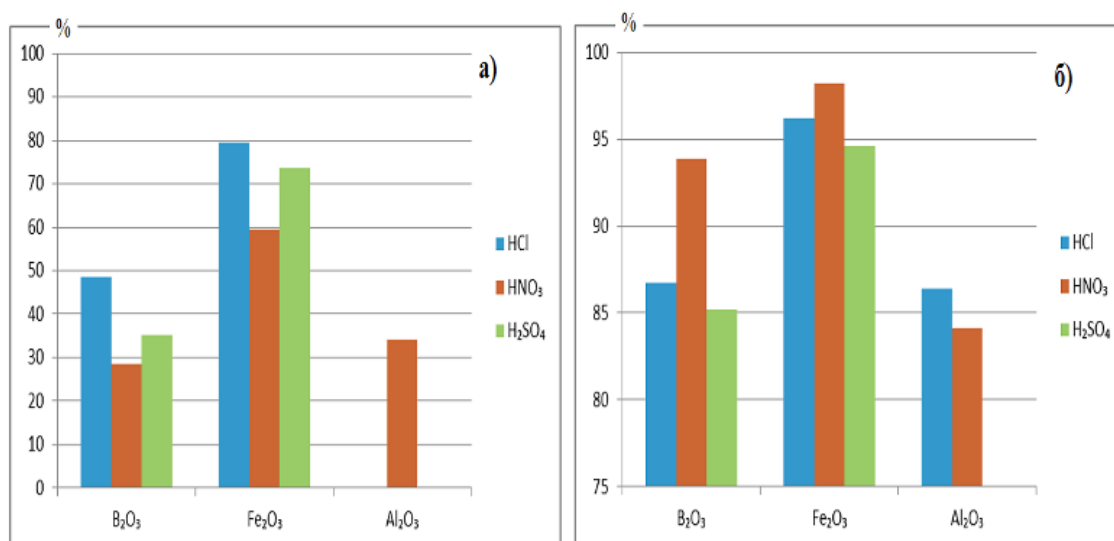 %
а)
100
90
80
70
60
50
40
30
20
10
0
B₂O₃ Fe₂O₃ Al₂O₃
HCl
HNO₃
H₂SO₄
%
б)
100
95
90
85
80
75
B₂O₃ Fe₂O₃ Al₂O₃
HCl
HNO₃
H₂SO₄